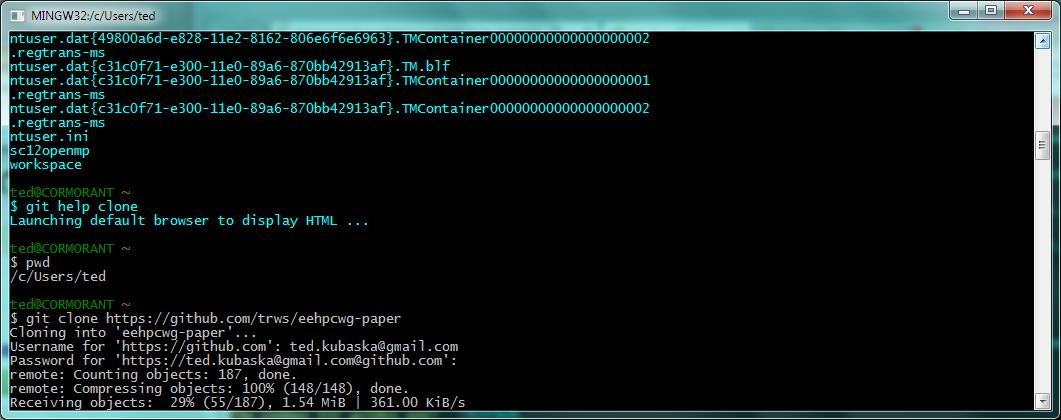 MINGW32:/c/Users/ted
ntuser.dat{49800a6d-e828-11e2-8162-806e6f6e6963}.TMContainer00000000000000000002
.regtrans-ms
ntuser.dat{c31c0f71-e300-11e0-89a6-870bb42913af}.TM.blf
ntuser.dat{c31c0f71-e300-11e0-89a6-870bb42913af}.TMContainer00000000000000000001
.regtrans-ms
ntuser.dat{c31c0f71-e300-11e0-89a6-870bb42913af}.TMContainer00000000000000000002
.regtrans-ms
ntuser.ini
sc12openmp
workspace
ted@CORMORANT ~
$ git help clone
Launching default browser to display HTML ...
ted@CORMORANT ~
$ pwd
/c/Users/ted
ted@CORMORANT ~
$ git clone https://github.com/trws/eehpcwg-paper
Cloning into 'eehpcwg-paper'...
Username for 'https://github.com': ted.kubaska@gmail.com
Password for 'https://ted.kubaska@gmail.com@github.com':
remote: Counting objects: 187, done.
remote: Compressing objects: 100% (148/148), done.
Receiving objects:  29% (55/187), 1.54 MiB | 361.00 KiB/s